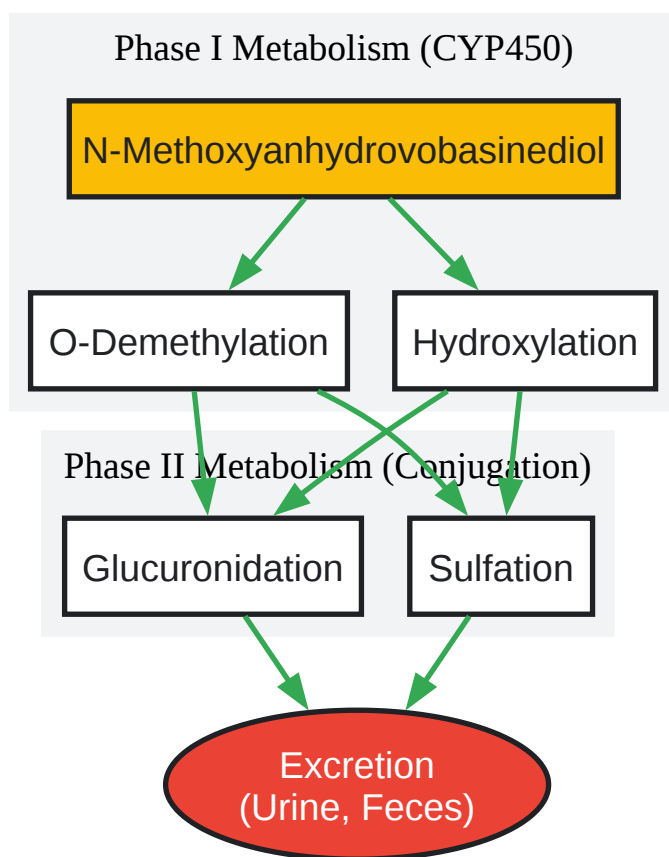 Phase I Metabolism (CYP450)
N-Methoxyanhydrovobasinediol
O-Demethylation
Hydroxylation
Phase II Metabolism (Conjugation)
Glucuronidation
Sulfation
Excretion
(Urine, Feces)